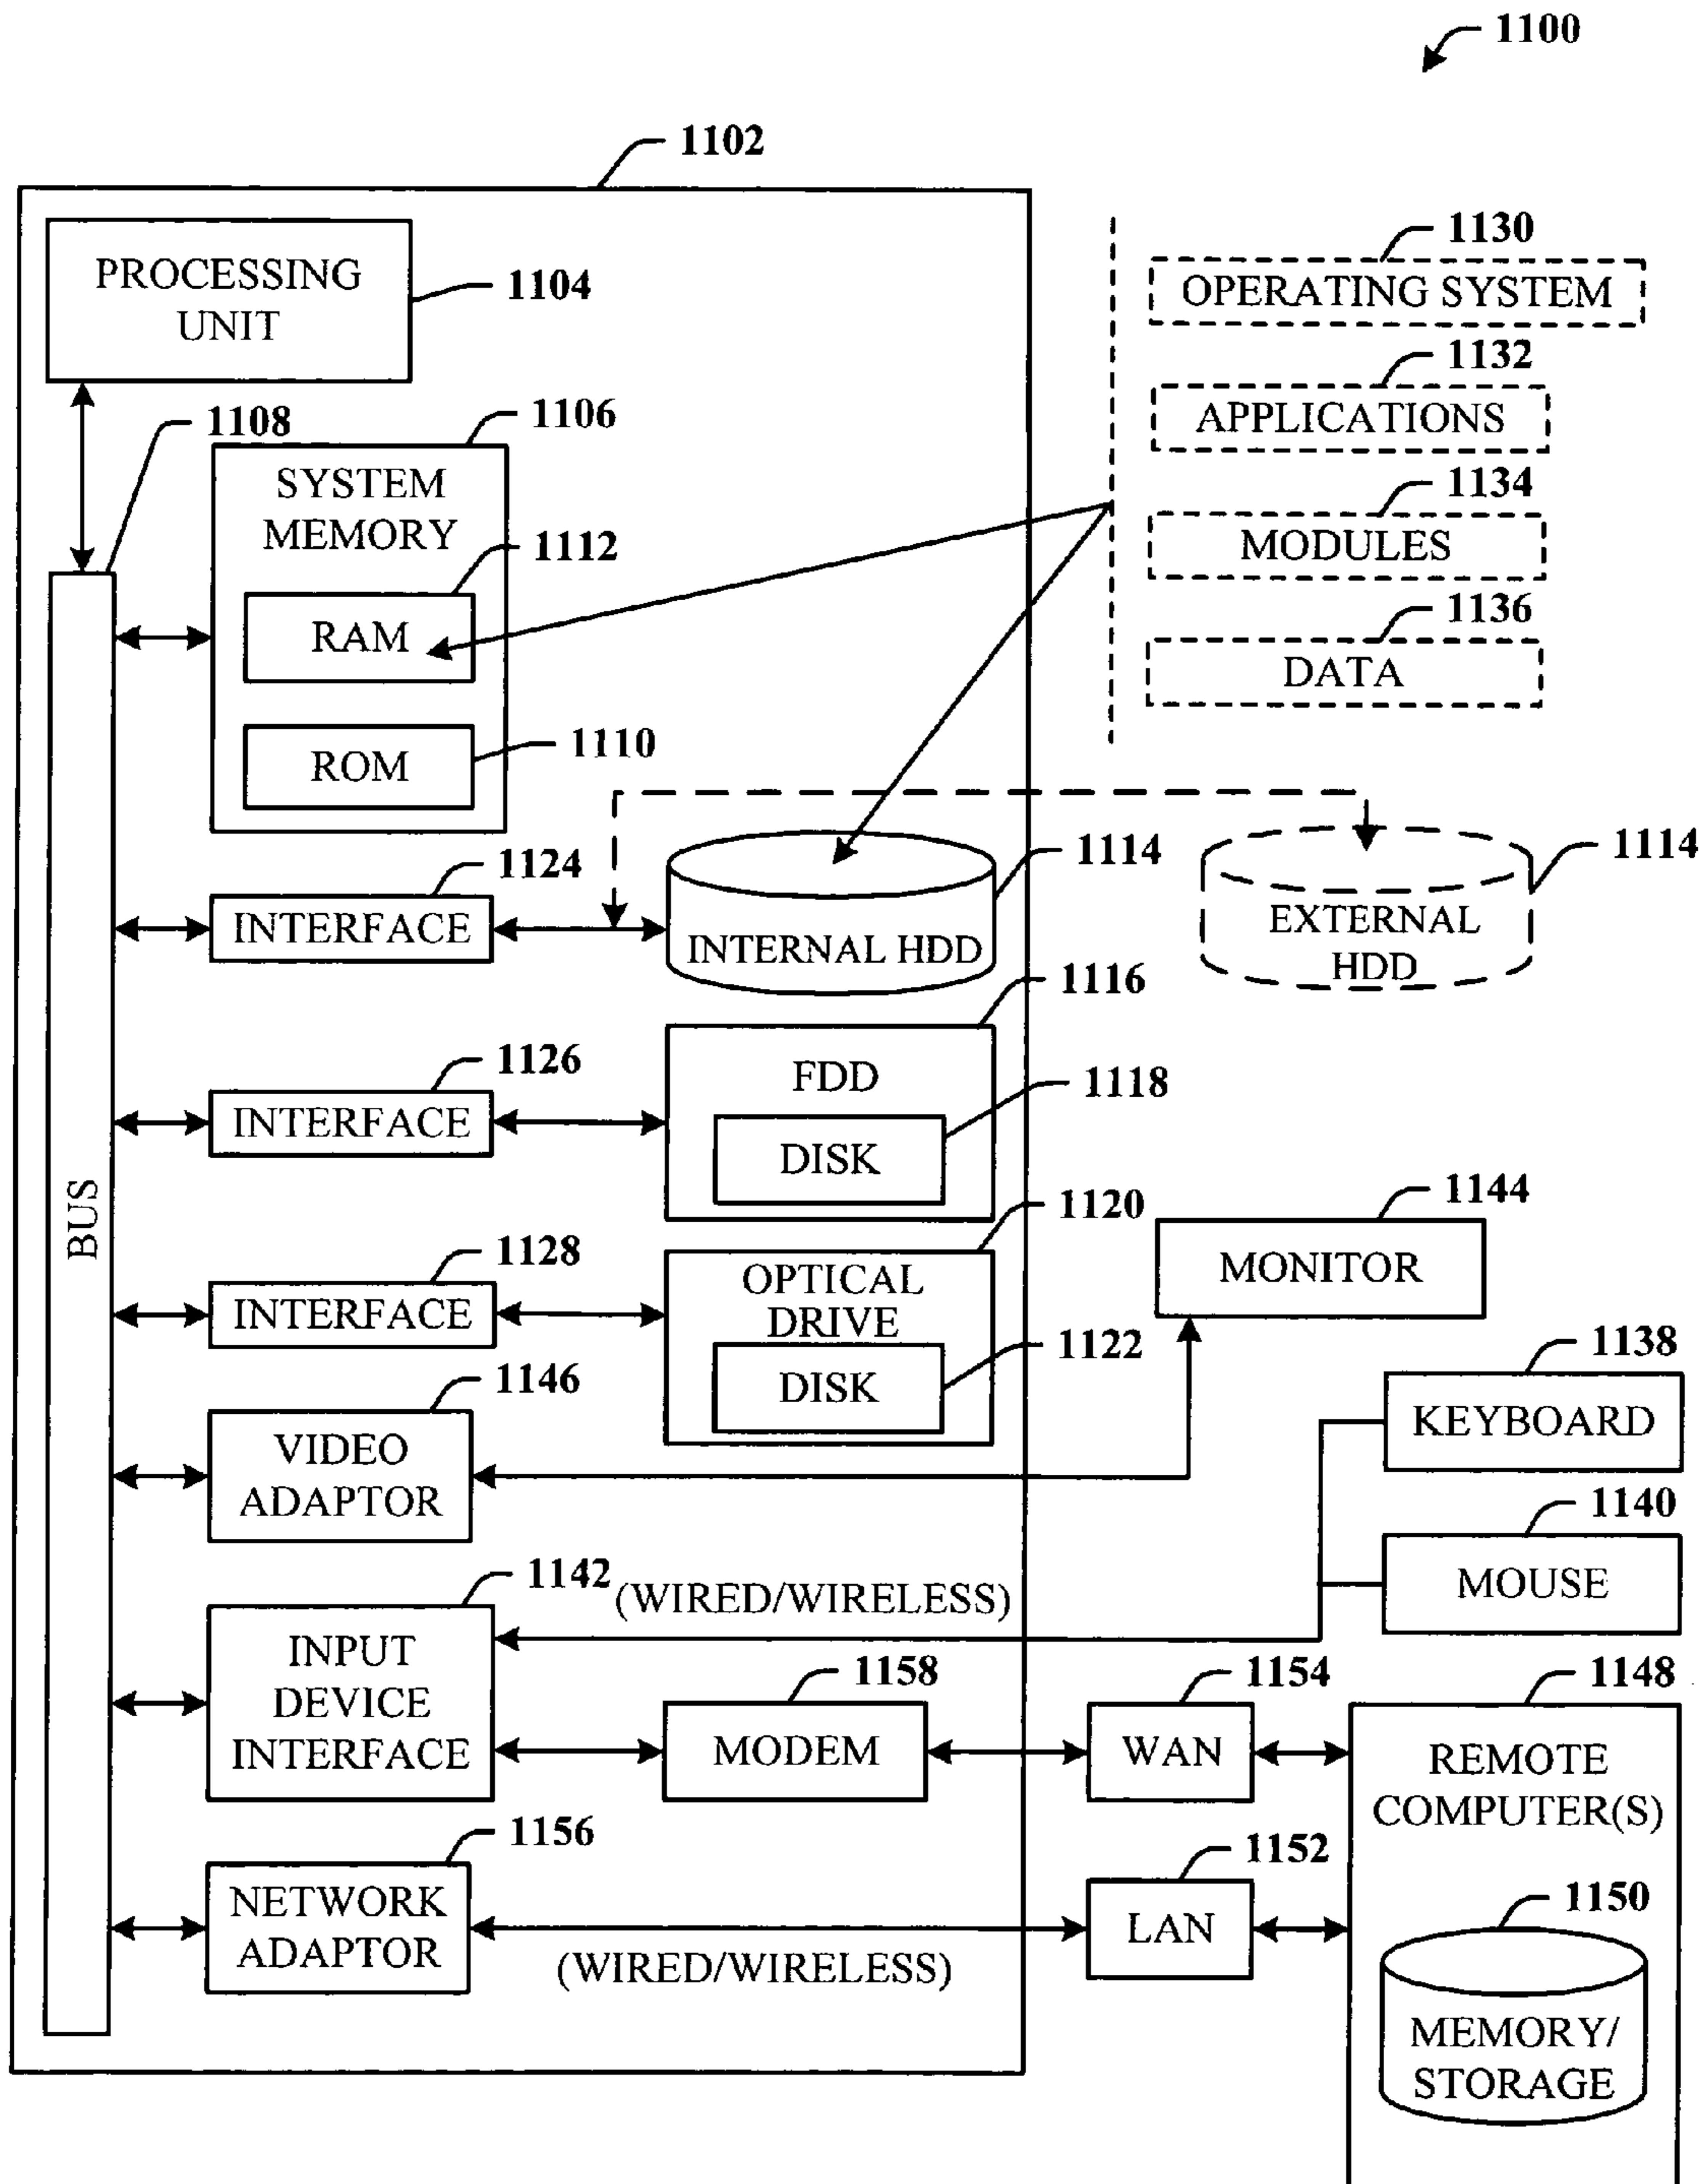 1100
1102
PROCESSING
UNIT
1104
1130
OPERATING SYSTEM
1132
APPLICATIONS
1134
MODULES
1136
DATA
1108
1106
SYSTEM
MEMORY
1112
RAM
1110
ROM
BUS
1124
INTERFACE
INTERNAL HDD
1114
EXTERNAL
HDD
1114
1126
INTERFACE
1116
FDD
1118
DISK
1128
INTERFACE
1120
OPTICAL
DRIVE
1122
DISK
1144
MONITOR
1146
VIDEO
ADAPTOR
1138
KEYBOARD
1140
MOUSE
1142
(WIRED/WIRELESS)
INPUT
DEVICE
INTERFACE
1158
MODEM
1154
WAN
1148
REMOTE
COMPUTER(S)
1156
NETWORK
ADAPTOR
(WIRED/WIRELESS)
1152
LAN
1150
MEMORY/
STORAGE